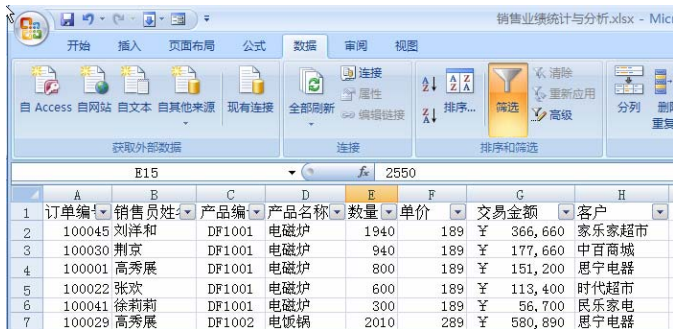 销售业绩统计与分析.xlsx - Micr
开始 插入 页面布局 公式 数据 审阅 视图
自 Access 自网站 自文本 自其他来源 现有连接 全部刷新 连接 属性 编辑链接 排序... 筛选 清除 重新应用 高级 分列 删除
重复
获取外部数据 连接 排序和筛选
E15 fx 2550
A B C D E F G H
1 订单编 销售员姓 产品编 产品名称 数量 单价 交易金额 客户
2 100045 刘洋和 DF1001 电磁炉 1940 189 ¥ 366,660 家乐家超市
3 100030 荆京 DF1001 电磁炉 940 189 ¥ 177,660 中百商城
4 100001 高秀展 DF1001 电磁炉 800 189 ¥ 151,200 思宁电器
5 100022 张欢 DF1001 电磁炉 600 189 ¥ 113,400 时代超市
6 100041 徐莉莉 DF1001 电磁炉 300 189 ¥ 56,700 民乐家电
7 100029 高秀展 DF1002 电饭锅 2010 289 ¥ 580,890 思宁电器